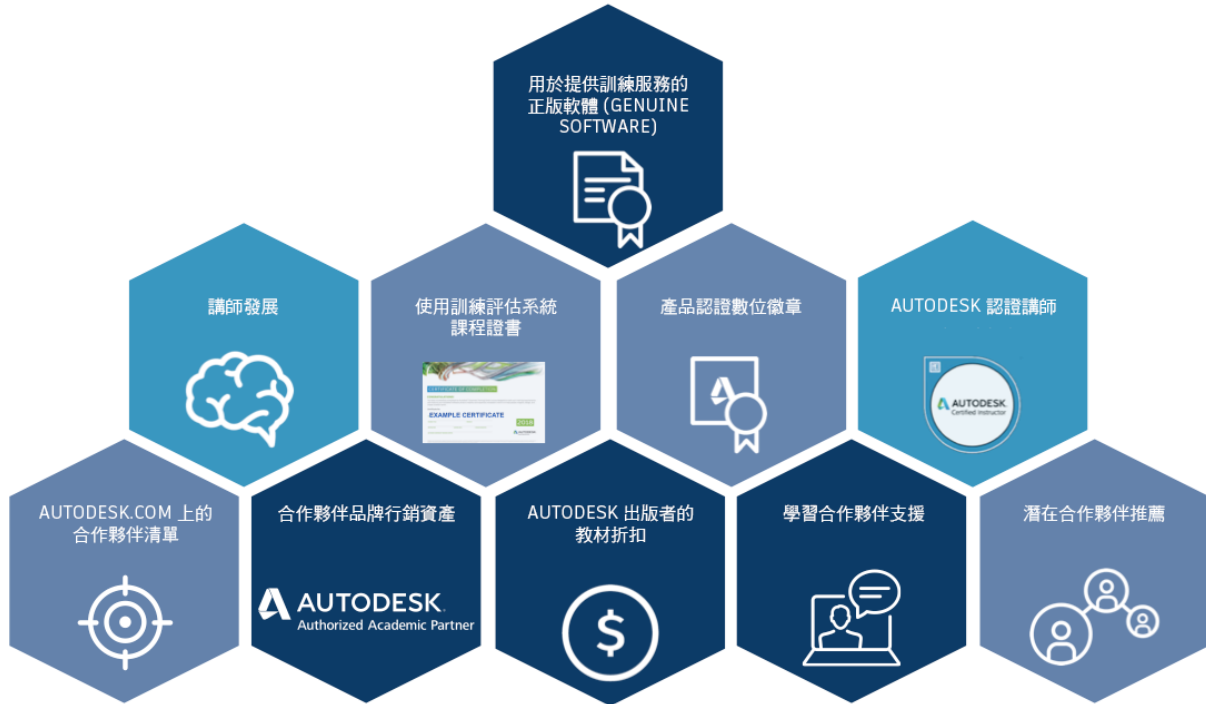 用於提供訓練服務的
正版軟體 (GENUINE
SOFTWARE)
講師發展
使用訓練評估系統
課程證書
CERTIFICATE OF COMPLETION
EXAMPLE CERTIFICATE
2018
AUTODESK
產品認證數位徽章
AUTODESK 認證講師
AUTODESK
Certified Instructor
AUTODESK.COM 上的
合作夥伴清單
合作夥伴品牌行銷資產
AUTODESK.
Authorized Academic Partner
AUTODESK 出版者的
教材折扣
$
學習合作夥伴支援
潛在合作夥伴推薦